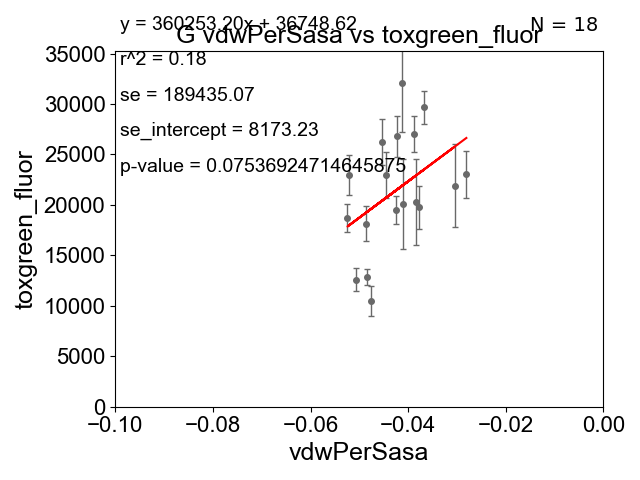 y = 360253.20x + 36748.62
N = 18
G vdwPerSasa vs toxgreen_fluor
r^2 = 0.18
se = 189435.07
se_intercept = 8173.23
p-value = 0.07536924714645875
toxgreen_fluor
35000
30000
25000
20000
15000
10000
5000
0
−0.10 −0.08 −0.06 −0.04 −0.02 0.00
vdwPerSasa